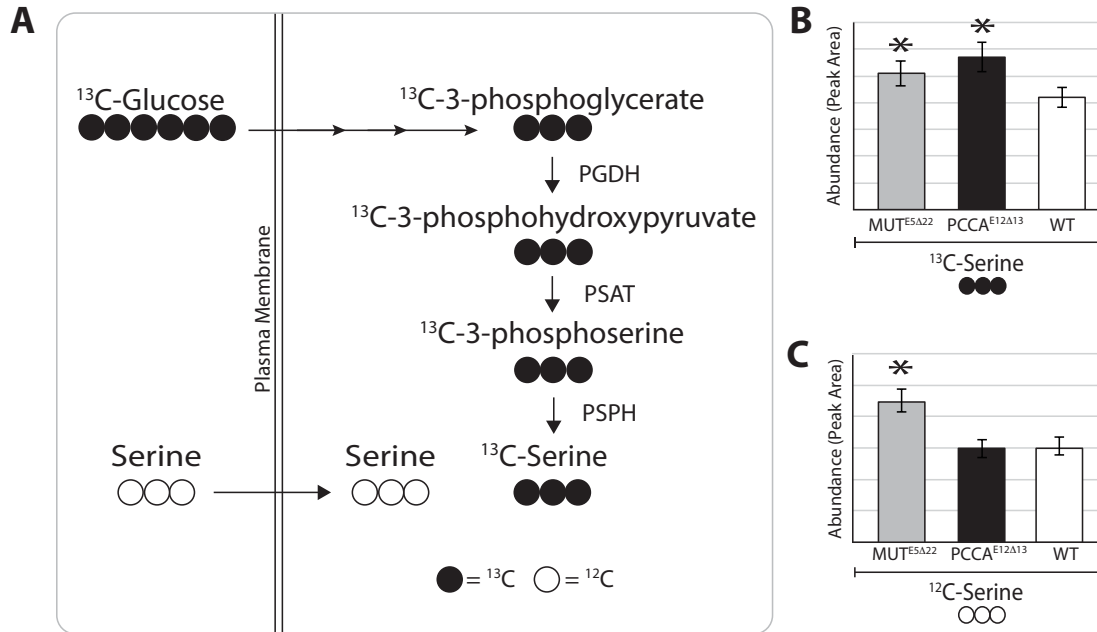 A
¹³C-Glucose
¹³C-3-phosphoglycerate
PGDH
¹³C-3-phosphohydroxypyruvate
PSAT
¹³C-3-phosphoserine
PSPH
Plasma Membrane
Serine
Serine
¹³C-Serine
= ¹³C
= ¹²C
B
Abundance (Peak Area)
*
*
MUTᴱ⁵Δ²²
PCCAᴱ¹²Δ¹³
WT
¹³C-Serine
C
Abundance (Peak Area)
*
MUTᴱ⁵Δ²²
PCCAᴱ¹²Δ¹³
WT
¹²C-Serine